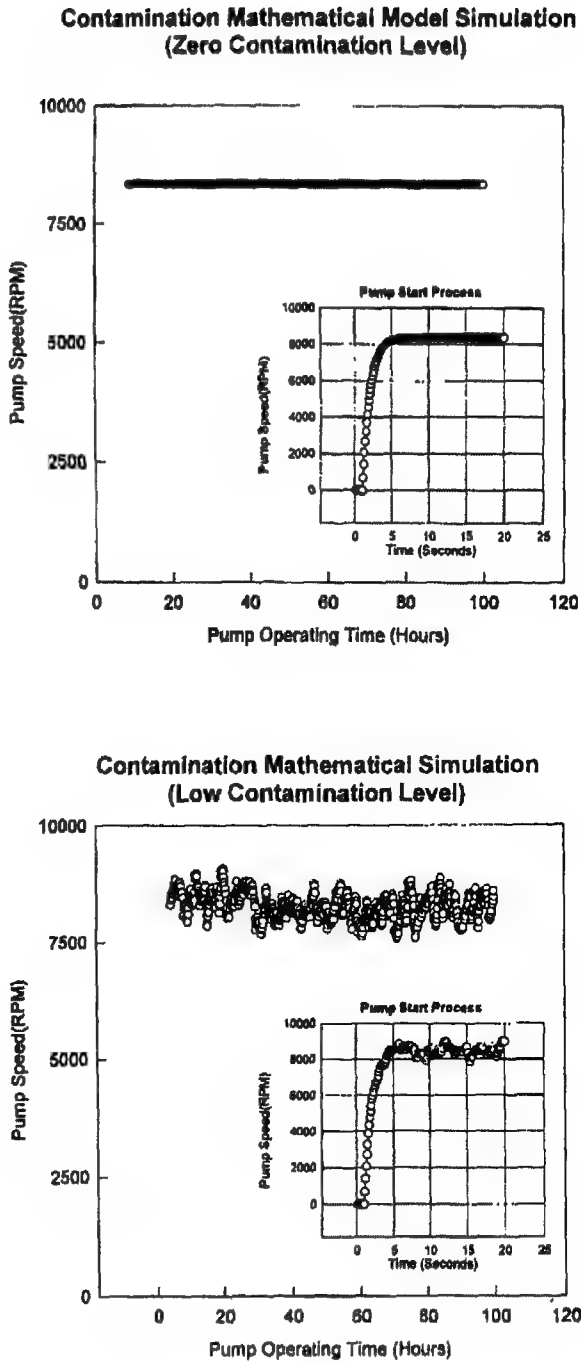 Contamination Mathematical Model Simulation
(Zero Contamination Level)
10000
7500
5000
2500
0
Pump Speed(RPM)
0 20 40 60 80 100 120
Pump Operating Time (Hours)
Pump Start Process
10000
8000
6000
4000
2000
0
Pump Speed(RPM)
0 5 10 15 20 25
Time (Seconds)
Contamination Mathematical Simulation
(Low Contamination Level)
10000
7500
5000
2500
0
Pump Speed(RPM)
0 20 40 60 80 100 120
Pump Operating Time (Hours)
Pump Start Process
10000
8000
6000
4000
2000
0
Pump Speed(RPM)
0 5 10 15 20 25
Time (Seconds)